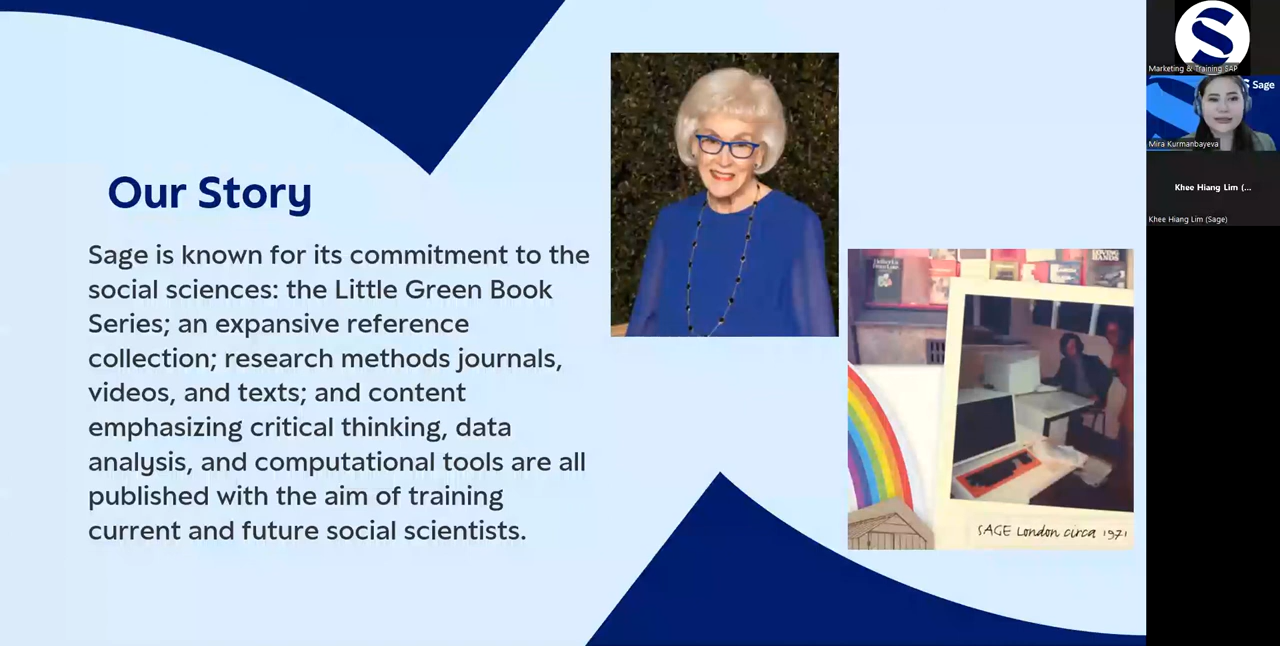 Our Story
Sage is known for its commitment to the
social sciences: the Little Green Book
Series; an expansive reference
collection; research methods journals,
videos, and texts; and content
emphasizing critical thinking, data
analysis, and computational tools are all
published with the aim of training
current and future social scientists.
LOVING
HANDS
SAGE London circa 1971
Marketing & Training SAP
Sage
Mira Kurmanbayeva
Khee Hiang Lim (...
Khee Hiang Lim (Sage)